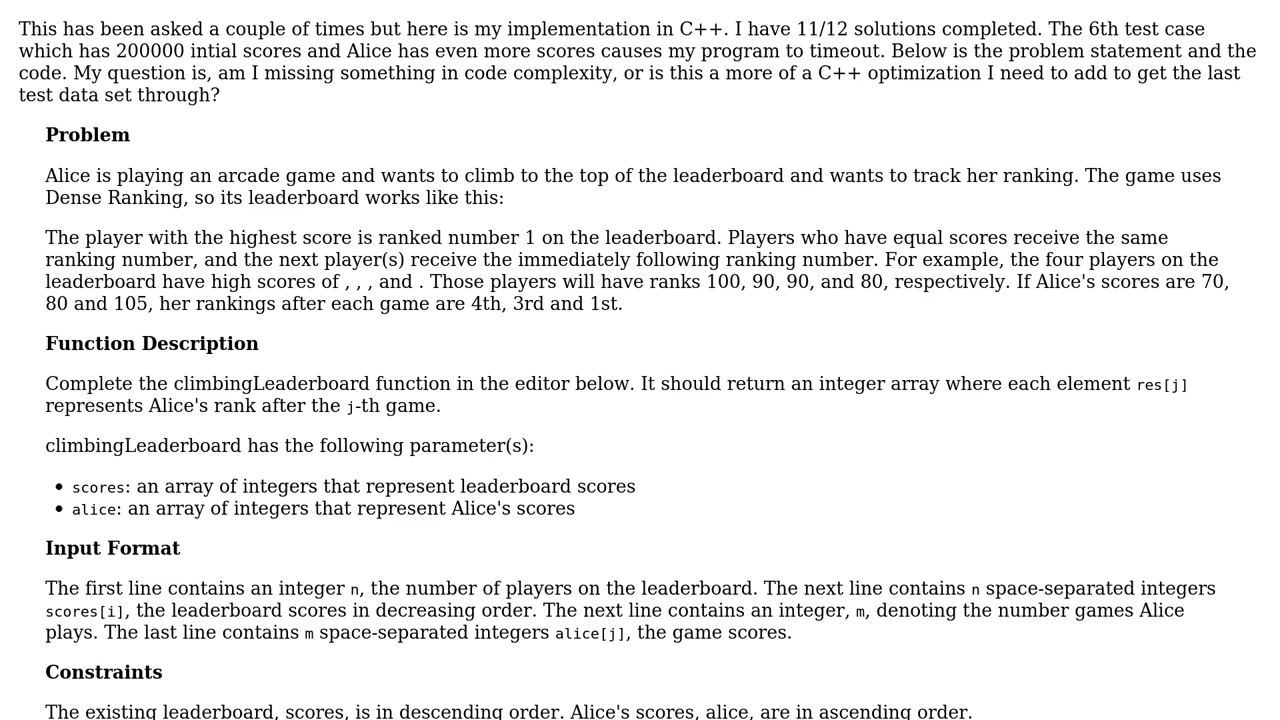 This has been asked a couple of times but here is my implementation in C++. I have 11/12 solutions completed. The 6th test case
which has 200000 intial scores and Alice has even more scores causes my program to timeout. Below is the problem statement and the
code. My question is, am I missing something in code complexity, or is this a more of a C++ optimization I need to add to get the last
test data set through?
Problem
Alice is playing an arcade game and wants to climb to the top of the leaderboard and wants to track her ranking. The game uses
Dense Ranking, so its leaderboard works like this:
The player with the highest score is ranked number 1 on the leaderboard. Players who have equal scores receive the same
ranking number, and the next player(s) receive the immediately following ranking number. For example, the four players on the
leaderboard have high scores of , , , and . Those players will have ranks 100, 90, 90, and 80, respectively. If Alice's scores are 70,
80 and 105, her rankings after each game are 4th, 3rd and 1st.
Function Description
Complete the climbingLeaderboard function in the editor below. It should return an integer array where each element res[j]
represents Alice's rank after the j-th game.
climbingLeaderboard has the following parameter(s):
• scores: an array of integers that represent leaderboard scores
• alice: an array of integers that represent Alice's scores
Input Format
The first line contains an integer n, the number of players on the leaderboard. The next line contains n space-separated integers
scores[i], the leaderboard scores in decreasing order. The next line contains an integer, m, denoting the number games Alice
plays. The last line contains m space-separated integers alice[j], the game scores.
Constraints
The existing leaderboard, scores, is in descending order. Alice's scores, alice, are in ascending order.